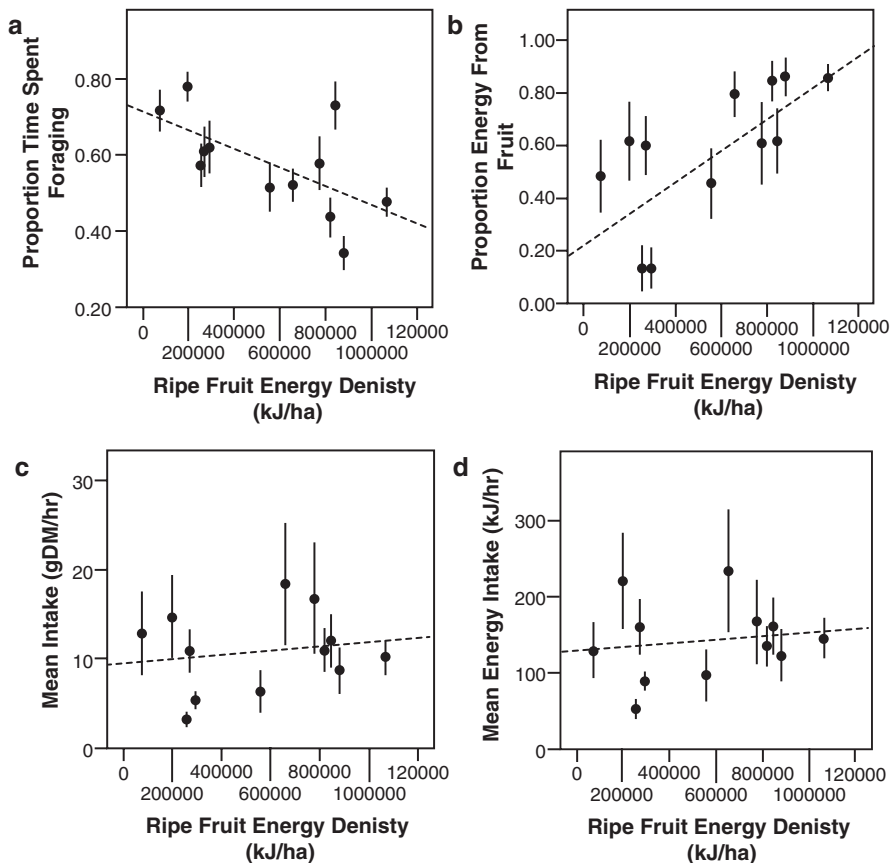 a
Proportion Time Spent
Foraging
0.80
0.60
0.40
0.20
0 400000 800000 120000
200000 600000 1000000
Ripe Fruit Energy Denisty
(kJ/ha)
b
Proportion Energy From
Fruit
1.00
0.80
0.60
0.40
0.20
0.00
0 400000 800000 120000
200000 600000 1000000
Ripe Fruit Energy Denisty
(kJ/ha)
c
Mean Intake (gDM/hr)
30
20
10
0
0 400000 800000 120000
200000 600000 1000000
Ripe Fruit Energy Denisty
(kJ/ha)
d
Mean Energy Intake (kJ/hr)
300
200
100
0
0 400000 800000 120000
200000 600000 1000000
Ripe Fruit Energy Denisty
(kJ/ha)